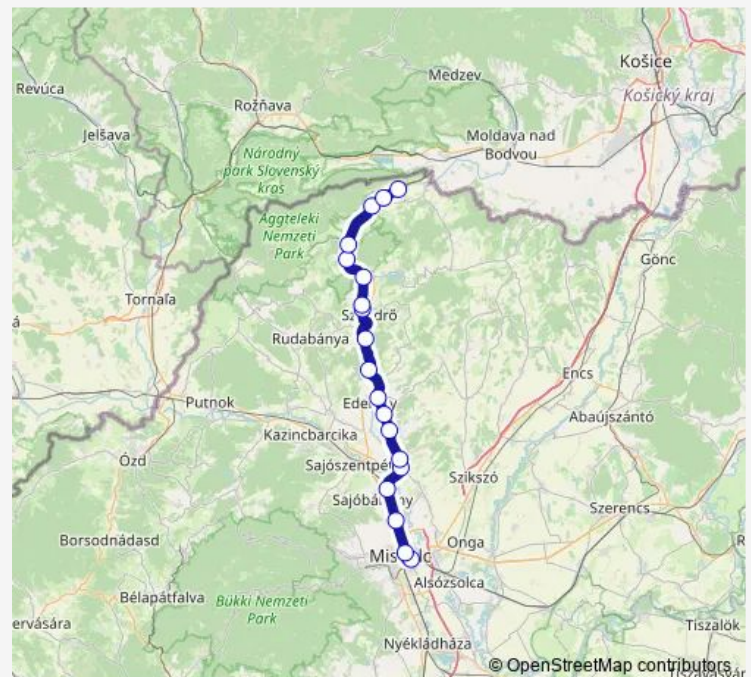 Košice
Medzev
Revúca
Košický kraj
Rožňava
Jelšava
Moldava nad
Bodvou
Národný
park Slovenský
kras
Aggteleki
Nemzeti
Park
Gönc
Tornaľa
Rudabánya
Encs
Putnok
Abaújszántó
Kazincbarcika
Ózd
Szikszó
Szerencs
Borsodnádasd
Onga
Alsózsolca
Bélapátfalva
Bükki Nemzeti
Park
Tiszalök
ervására
Nyékládháza
© OpenStreetMap contributors